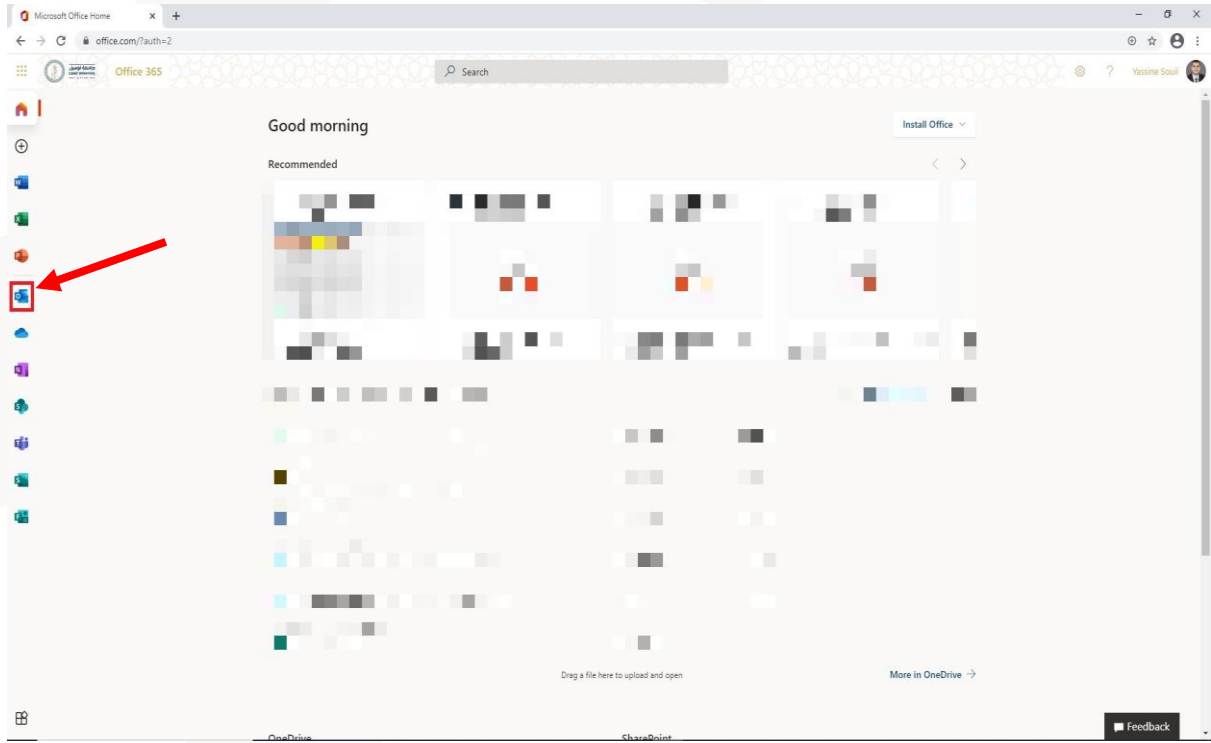 Microsoft Office Home
office.com/?auth=2
Office 365
Search
Yassine Souii
Good morning
Install Office
Recommended
Drag a file here to upload and open
More in OneDrive
Feedback
OneDrive
SharePoint